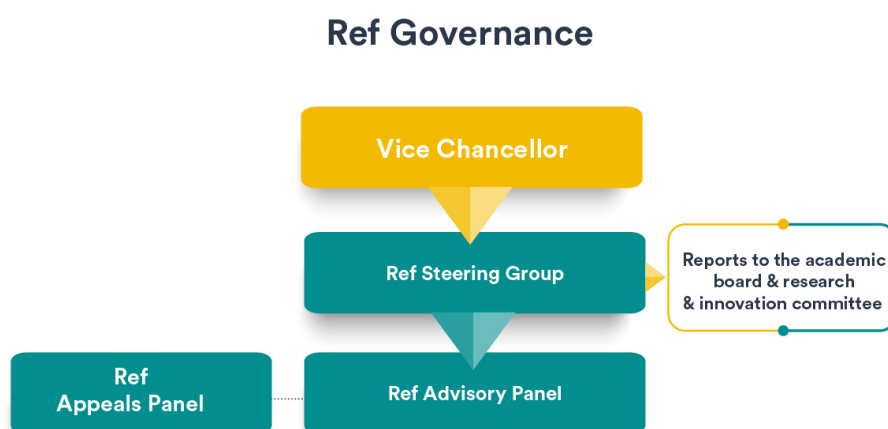 Ref Governance
Vice Chancellor
Ref Steering Group
Reports to the academic
board & research
& innovation committee
Ref
Appeals Panel
Ref Advisory Panel